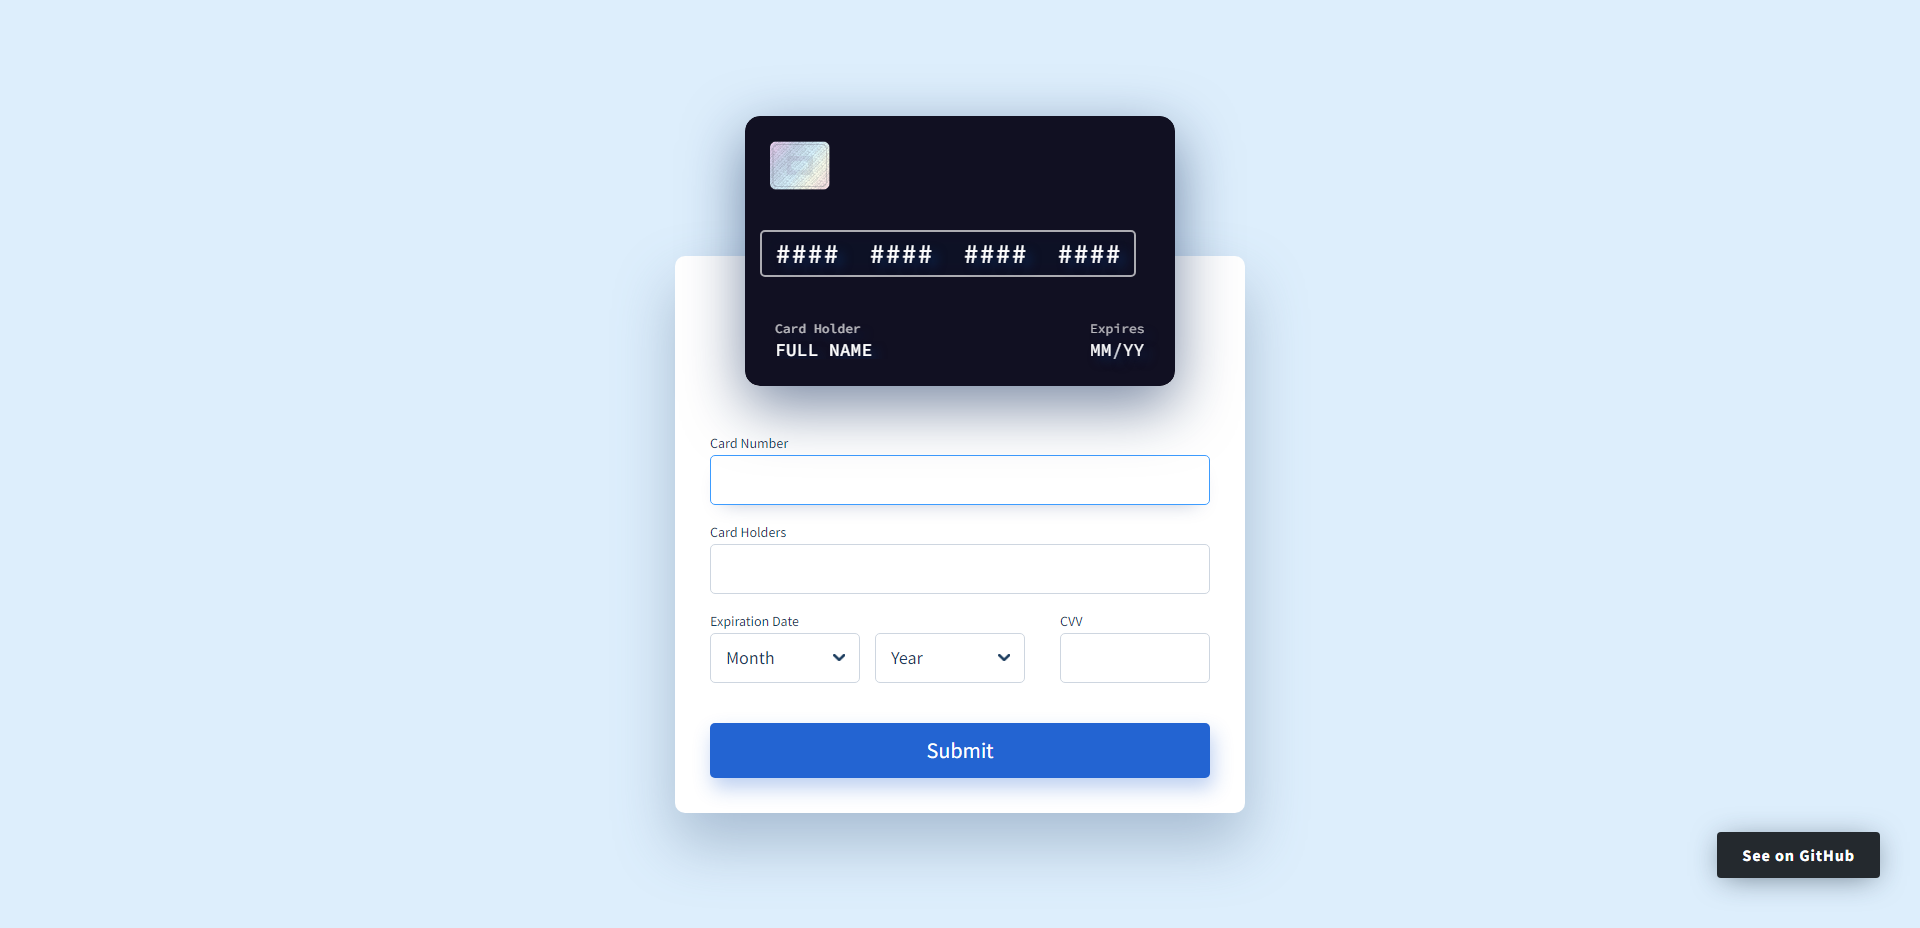 #### #### #### ####
Card Holder Expires
FULL NAME MM/YY
Card Number
Card Holders
Expiration Date CVV
Month Year
Submit
See on GitHub